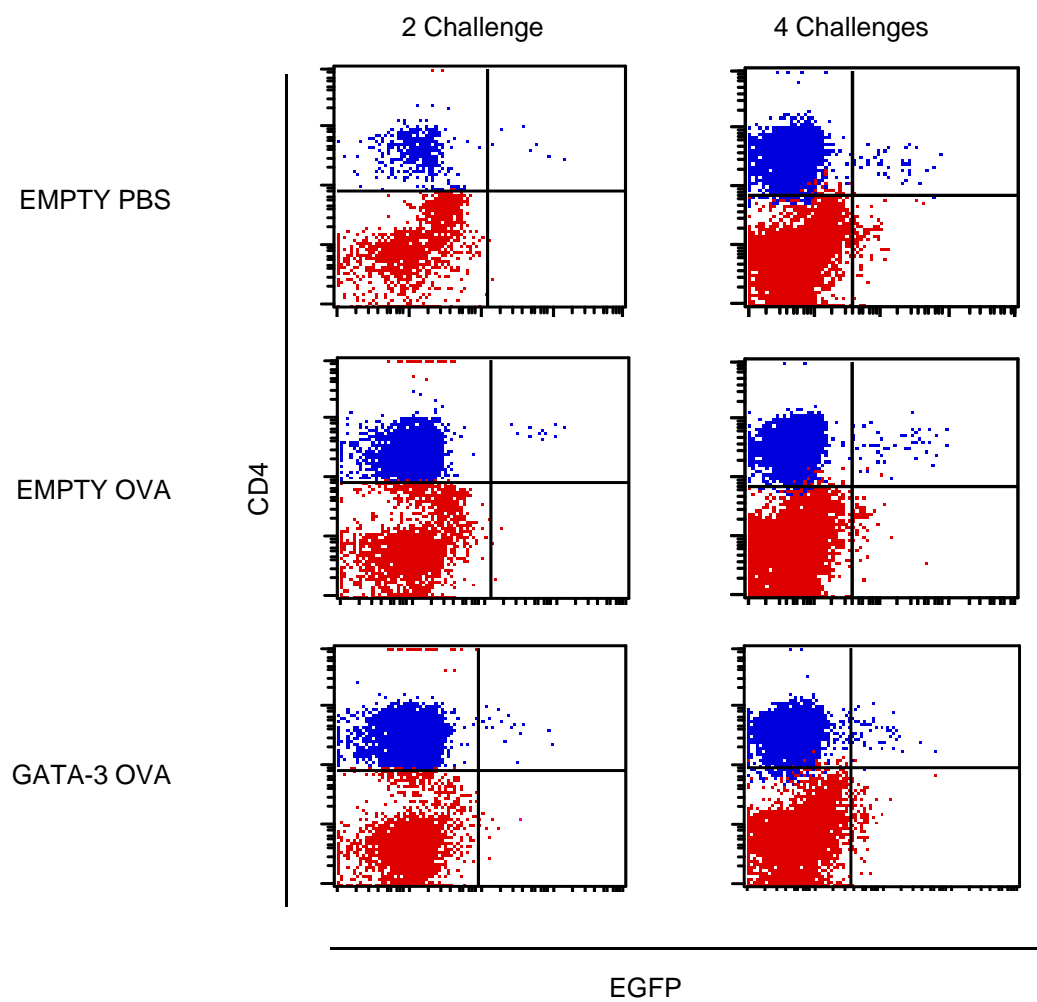 2 Challenge
4 Challenges
EMPTY PBS
EMPTY OVA
CD4
GATA-3 OVA
EGFP